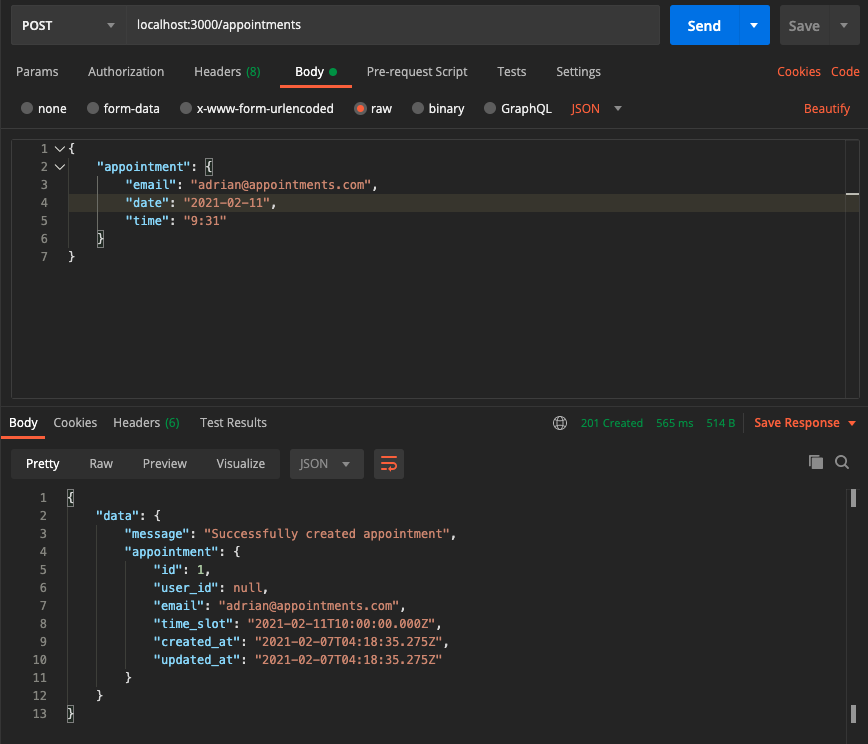 POST localhost:3000/appointments Send Save
Params Authorization Headers (8) Body Pre-request Script Tests Settings Cookies Code
none form-data x-www-form-urlencoded raw binary GraphQL JSON Beautify
1 {
2 "appointment": {
3 "email": "adrian@appointments.com",
4 "date": "2021-02-11",
5 "time": "9:31"
6 }
7 }
Body Cookies Headers (6) Test Results 201 Created 565 ms 514 B Save Response
Pretty Raw Preview Visualize JSON
1 {
2 "data": {
3 "message": "Successfully created appointment",
4 "appointment": {
5 "id": 1,
6 "user_id": null,
7 "email": "adrian@appointments.com",
8 "time_slot": "2021-02-11T10:00:00.000Z",
9 "created_at": "2021-02-07T04:18:35.275Z",
10 "updated_at": "2021-02-07T04:18:35.275Z"
11 }
12 }
13 }